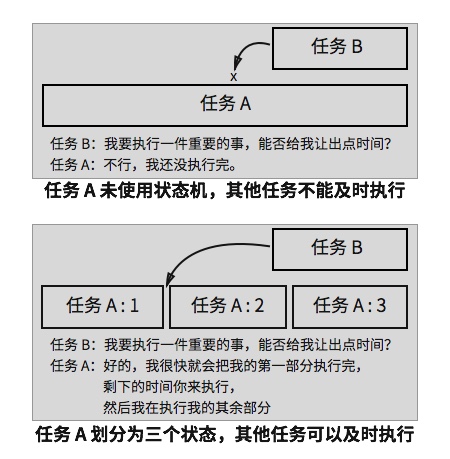 任务 B
x
任务 A
任务 B：我要执行一件重要的事，能否给我让出点时间?
任务 A：不行，我还没执行完。
任务 A 未使用状态机，其他任务不能及时执行
任务 B
任务 A : 1 任务 A : 2 任务 A : 3
任务 B：我要执行一件重要的事，能否给我让出点时间?
任务 A：好的，我很快就会把我的第一部分执行完，
剩下的时间你来执行，
然后我在执行我的其余部分
任务 A 划分为三个状态，其他任务可以及时执行